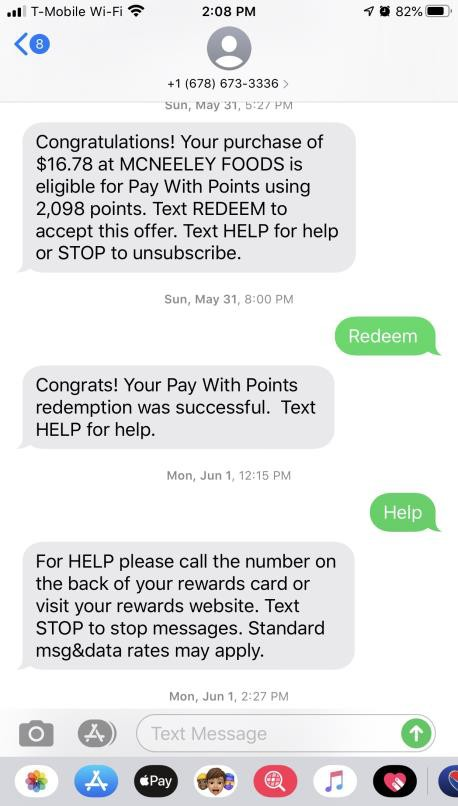 T-Mobile Wi-Fi 2:08 PM 82%
8
+1 (678) 673-3336 >
Sun, May 31, 5:27 PM
Congratulations! Your purchase of
$16.78 at MCNEELEY FOODS is
eligible for Pay With Points using
2,098 points. Text REDEEM to
accept this offer. Text HELP for help
or STOP to unsubscribe.
Sun, May 31, 8:00 PM
Redeem
Congrats! Your Pay With Points
redemption was successful.  Text
HELP for help.
Mon, Jun 1, 12:15 PM
Help
For HELP please call the number on
the back of your rewards card or
visit your rewards website. Text
STOP to stop messages. Standard
msg&data rates may apply.
Mon, Jun 1, 2:27 PM
Text Message
Pay